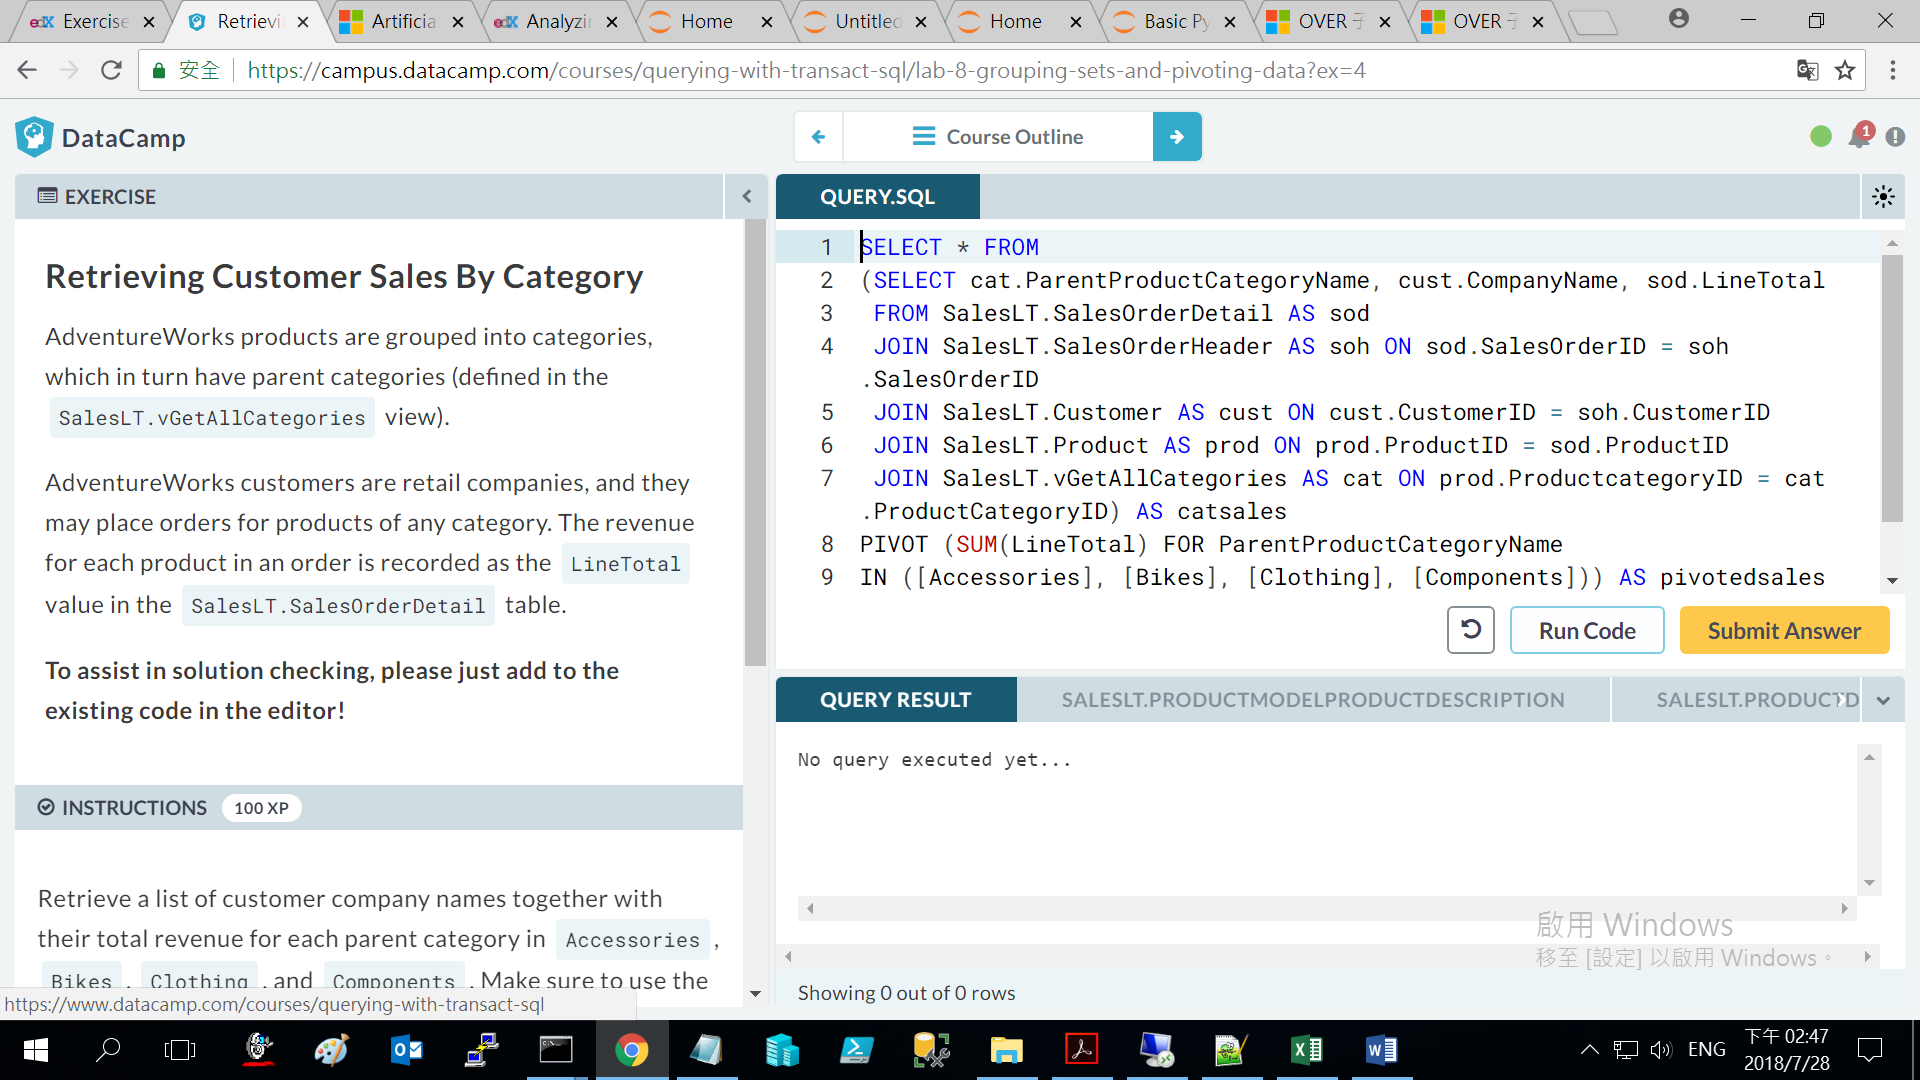 Exercise
Retrievi
Artificia
Analyzin
Home
Untitled
Home
Basic Py
OVER 子
OVER 子
安全
https://campus.datacamp.com/courses/querying-with-transact-sql/lab-8-grouping-sets-and-pivoting-data?ex=4
DataCamp
Course Outline
1
EXERCISE
Retrieving Customer Sales By Category
AdventureWorks products are grouped into categories,
which in turn have parent categories (defined in the
SalesLT.vGetAllCategories view).
AdventureWorks customers are retail companies, and they
may place orders for products of any category. The revenue
for each product in an order is recorded as the LineTotal
value in the SalesLT.SalesOrderDetail table.
To assist in solution checking, please just add to the
existing code in the editor!
INSTRUCTIONS 100 XP
Retrieve a list of customer company names together with
their total revenue for each parent category in Accessories ,
Bikes , Clothing , and Components . Make sure to use the
https://www.datacamp.com/courses/querying-with-transact-sql
QUERY.SQL
1 SELECT * FROM
2 (SELECT cat.ParentProductCategoryName, cust.CompanyName, sod.LineTotal
3 FROM SalesLT.SalesOrderDetail AS sod
4 JOIN SalesLT.SalesOrderHeader AS soh ON sod.SalesOrderID = soh
.SalesOrderID
5 JOIN SalesLT.Customer AS cust ON cust.CustomerID = soh.CustomerID
6 JOIN SalesLT.Product AS prod ON prod.ProductID = sod.ProductID
7 JOIN SalesLT.vGetAllCategories AS cat ON prod.ProductcategoryID = cat
.ProductCategoryID) AS catsales
8 PIVOT (SUM(LineTotal) FOR ParentProductCategoryName
9 IN ([Accessories], [Bikes], [Clothing], [Components])) AS pivotedsales
Run Code
Submit Answer
QUERY RESULT
SALESLT.PRODUCTMODELPRODUCTDESCRIPTION
SALESLT.PRODUCTD
No query executed yet...
啟用 Windows
移至 [設定] 以啟用 Windows。
Showing 0 out of 0 rows
ENG
下午 02:47
2018/7/28